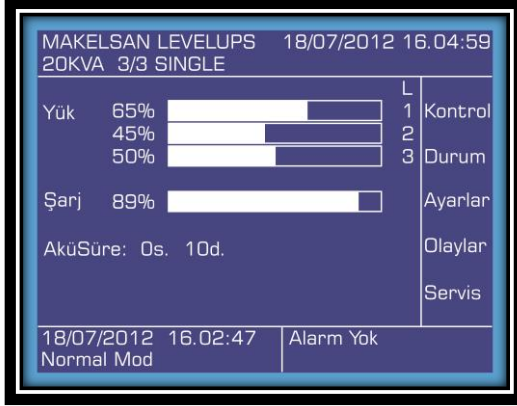 MAKELSAN LEVELUPS 18/07/2012 16.04:59
20KVA 3/3 SINGLE
L
Yük 65% 1 Kontrol
45% 2
50% 3 Durum
Şarj 89% Ayarlar
AküSüre: 0s. 10d. Olaylar
Servis
18/07/2012 16.02:47 Alarm Yok
Normal Mod